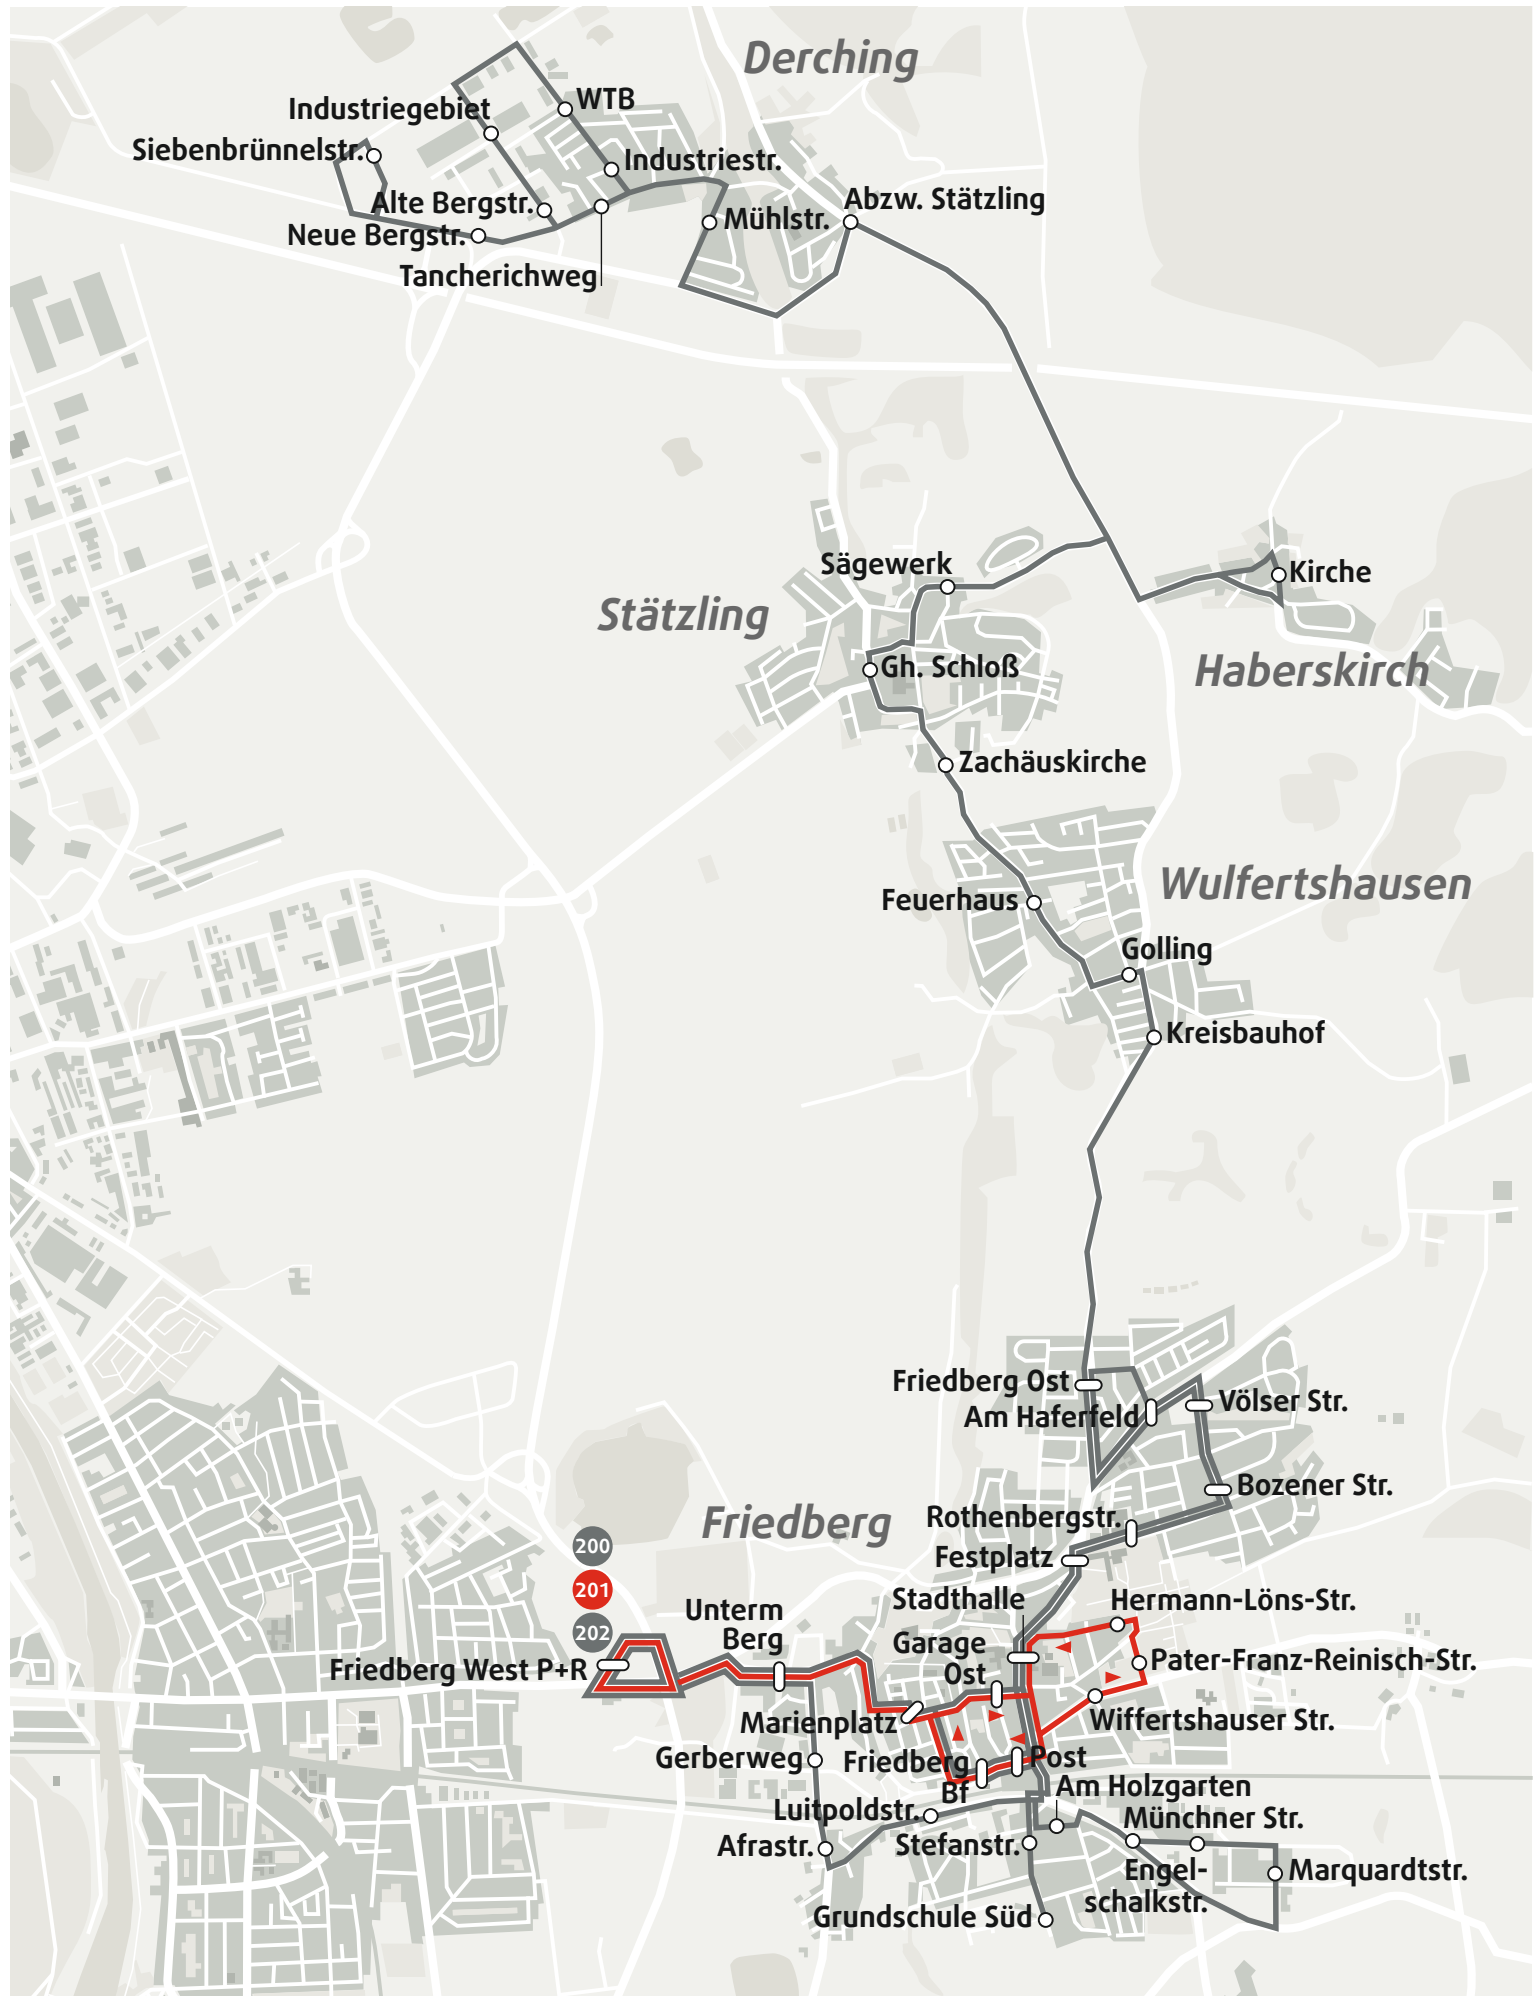 Derching
WTB
Industriegebiet
Siebenbrünnelstr.
Industriestr.
Alte Bergstr.
Abzw. Stätzling
Mühlstr.
Neue Bergstr.
Tancherichweg
Sägewerk
Kirche
Stätzling
Gh. Schloß
Haberskirch
Zachäuskirche
Wulfertshausen
Feuerhaus
Golling
Kreisbauhof
Friedberg Ost
Völser Str.
Am Haferfeld
Bozener Str.
Friedberg
Rothenbergstr.
200
Festplatz
201
Stadthalle
Hermann-Löns-Str.
Unterm
Berg
202
Garage
Ost
Friedberg West P+R
Pater-Franz-Reinisch-Str.
Marienplatz
Wiffertshauser Str.
Gerberweg
Friedberg
Bf
Post
Am Holzgarten
Luitpoldstr.
Münchner Str.
Afrastr.
Stefanstr.
Engel-
schalkstr.
Marquardtstr.
Grundschule Süd